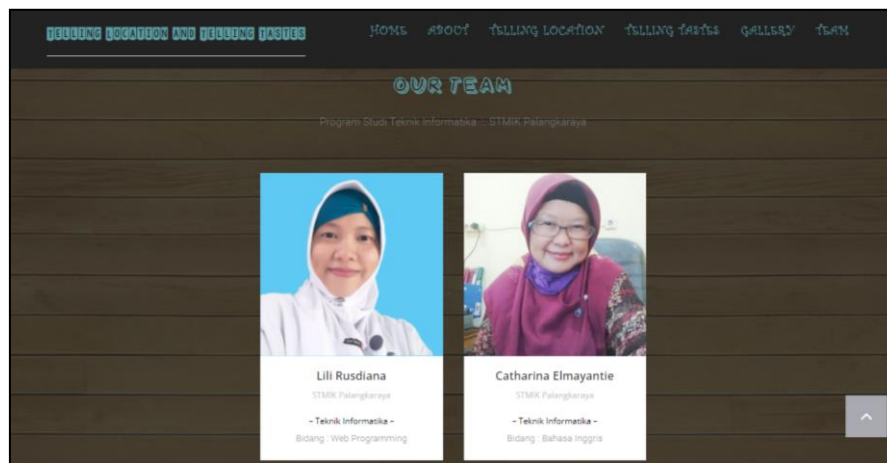 TELLING LOCATION AND TELLING TASTES
HOME ABOUT TELLING LOCATION TELLING TASTES GALLERY TEAM
OUR TEAM
Program Studi Teknik Informatika :: STMIK Palangkaraya
Lili Rusdiana
STMIK Palangkaraya
– Teknik Informatika –
Bidang : Web Programming
Catharina Elmayantie
STMIK Palangkaraya
– Teknik Informatika –
Bidang : Bahasa Inggris